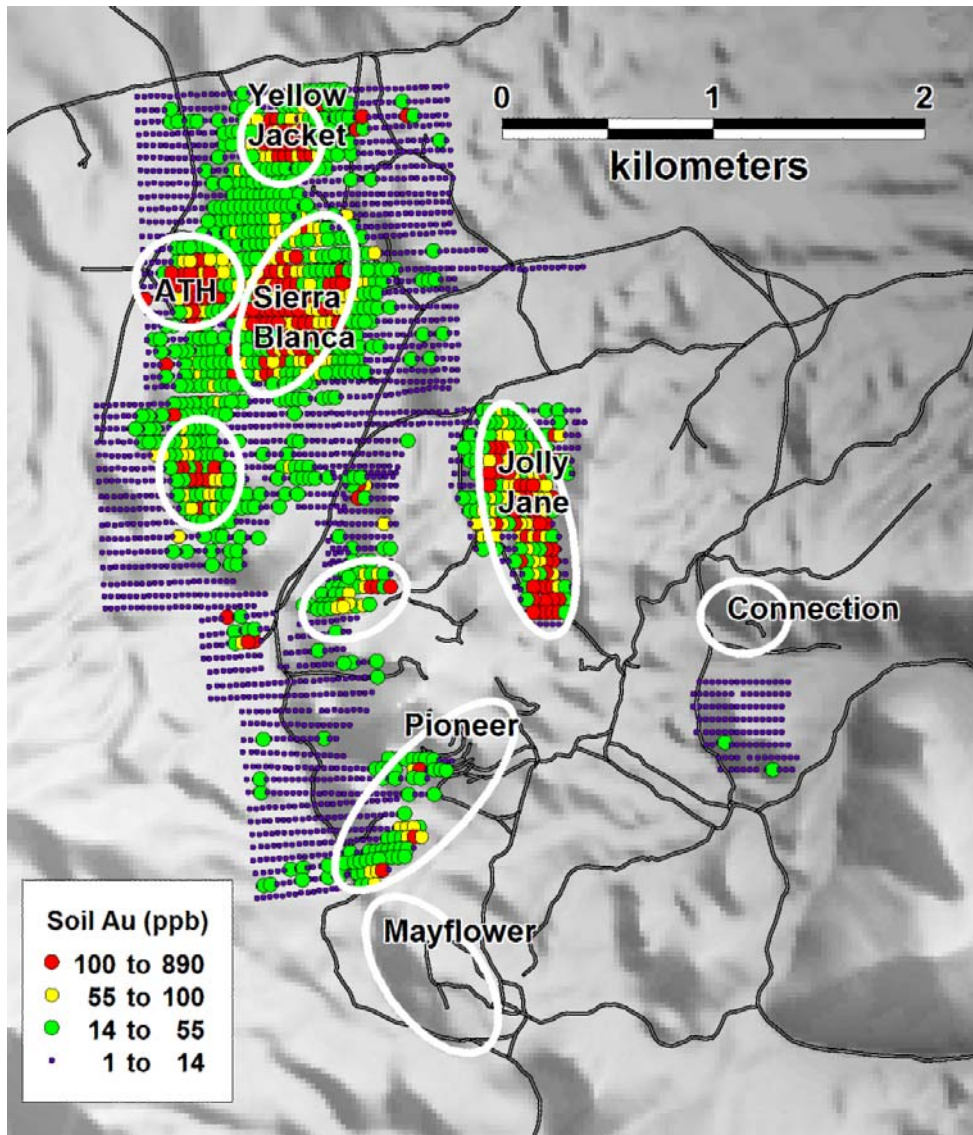 Yellow
Jacket
0 1 2
kilometers
ATH
Sierra
Blanca
Jolly
Jane
Connection
Pioneer
Mayflower
Soil Au (ppb)
100 to 890
55 to 100
14 to 55
1 to 14